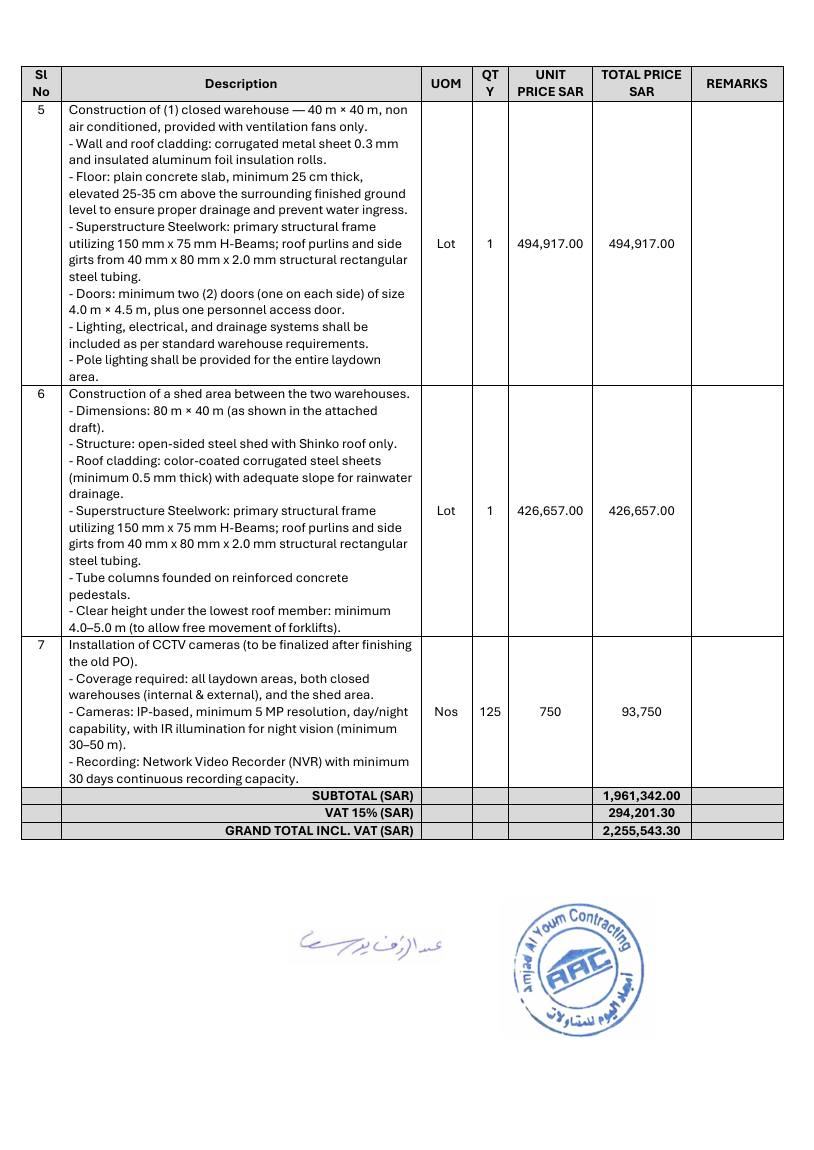 Sl No | Description | UOM | QTY | UNIT PRICE SAR | TOTAL PRICE SAR | REMARKS
5
Construction of (1) closed warehouse — 40 m × 40 m, non
air conditioned, provided with ventilation fans only.
- Wall and roof cladding: corrugated metal sheet 0.3 mm
and insulated aluminum foil insulation rolls.
- Floor: plain concrete slab, minimum 25 cm thick,
elevated 25-35 cm above the surrounding finished ground
level to ensure proper drainage and prevent water ingress.
- Superstructure Steelwork: primary structural frame
utilizing 150 mm x 75 mm H-Beams; roof purlins and side
girts from 40 mm x 80 mm x 2.0 mm structural rectangular
steel tubing.
- Doors: minimum two (2) doors (one on each side) of size
4.0 m × 4.5 m, plus one personnel access door.
- Lighting, electrical, and drainage systems shall be
included as per standard warehouse requirements.
- Pole lighting shall be provided for the entire laydown
area.
Lot | 1 | 494,917.00 | 494,917.00
6
Construction of a shed area between the two warehouses.
- Dimensions: 80 m × 40 m (as shown in the attached
draft).
- Structure: open-sided steel shed with Shinko roof only.
- Roof cladding: color-coated corrugated steel sheets
(minimum 0.5 mm thick) with adequate slope for rainwater
drainage.
- Superstructure Steelwork: primary structural frame
utilizing 150 mm x 75 mm H-Beams; roof purlins and side
girts from 40 mm x 80 mm x 2.0 mm structural rectangular
steel tubing.
- Tube columns founded on reinforced concrete
pedestals.
- Clear height under the lowest roof member: minimum
4.0–5.0 m (to allow free movement of forklifts).
Lot | 1 | 426,657.00 | 426,657.00
7
Installation of CCTV cameras (to be finalized after finishing
the old PO).
- Coverage required: all laydown areas, both closed
warehouses (internal & external), and the shed area.
- Cameras: IP-based, minimum 5 MP resolution, day/night
capability, with IR illumination for night vision (minimum
30–50 m).
- Recording: Network Video Recorder (NVR) with minimum
30 days continuous recording capacity.
Nos | 125 | 750 | 93,750
SUBTOTAL (SAR) 1,961,342.00
VAT 15% (SAR) 294,201.30
GRAND TOTAL INCL. VAT (SAR) 2,255,543.30
Al Youm Contracting
AAC
اليوم للمقاولات